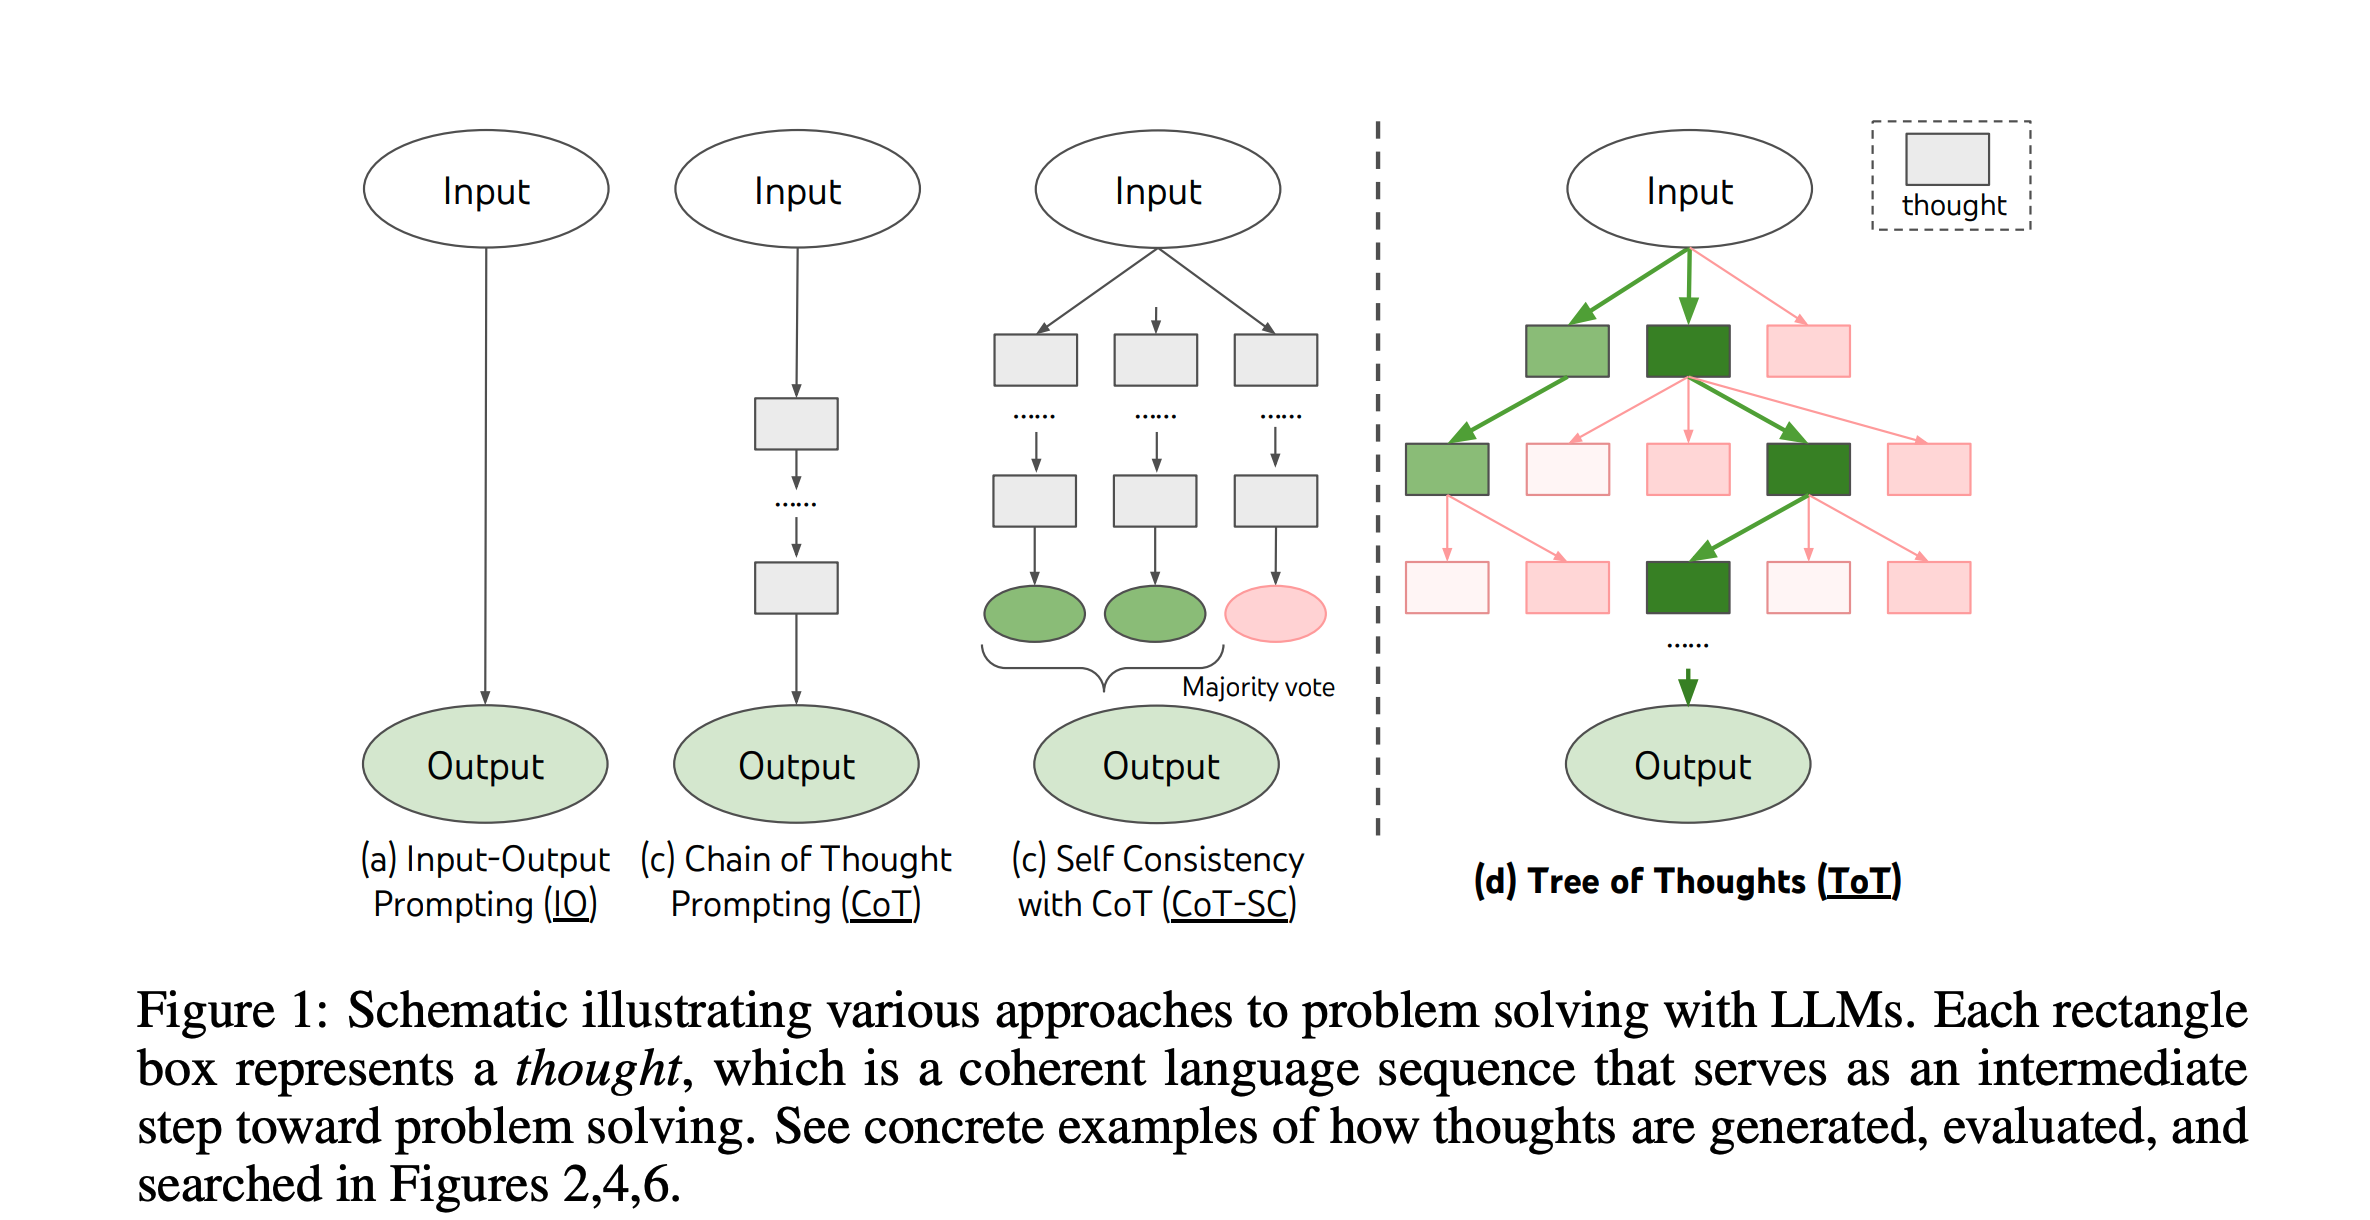 Input
Input
Input
Input
thought
......
......
......
......
......
Majority vote
Output
Output
Output
Output
(a) Input-Output
Prompting (IO)
(c) Chain of Thought
Prompting (CoT)
(c) Self Consistency
with CoT (CoT-SC)
(d) Tree of Thoughts (ToT)
Figure 1: Schematic illustrating various approaches to problem solving with LLMs. Each rectangle
box represents a thought, which is a coherent language sequence that serves as an intermediate
step toward problem solving. See concrete examples of how thoughts are generated, evaluated, and
searched in Figures 2,4,6.